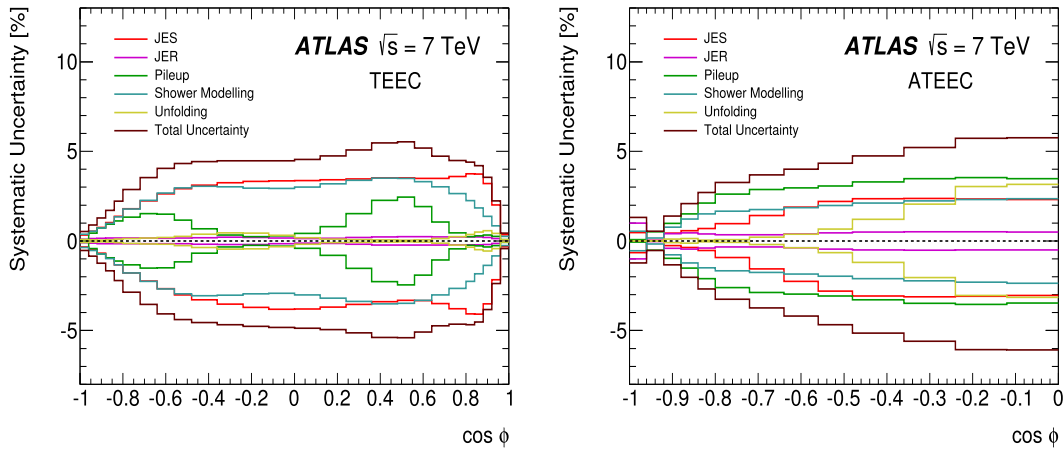 Systematic Uncertainty [%]
10
5
0
-5
JES
JER
Pileup
Shower Modelling
Unfolding
Total Uncertainty
ATLAS √s = 7 TeV
TEEC
-1 -0.8 -0.6 -0.4 -0.2 0 0.2 0.4 0.6 0.8 1
cos ϕ
Systematic Uncertainty [%]
10
5
0
-5
JES
JER
Pileup
Shower Modelling
Unfolding
Total Uncertainty
ATLAS √s = 7 TeV
ATEEC
-1 -0.9 -0.8 -0.7 -0.6 -0.5 -0.4 -0.3 -0.2 -0.1 0
cos ϕ